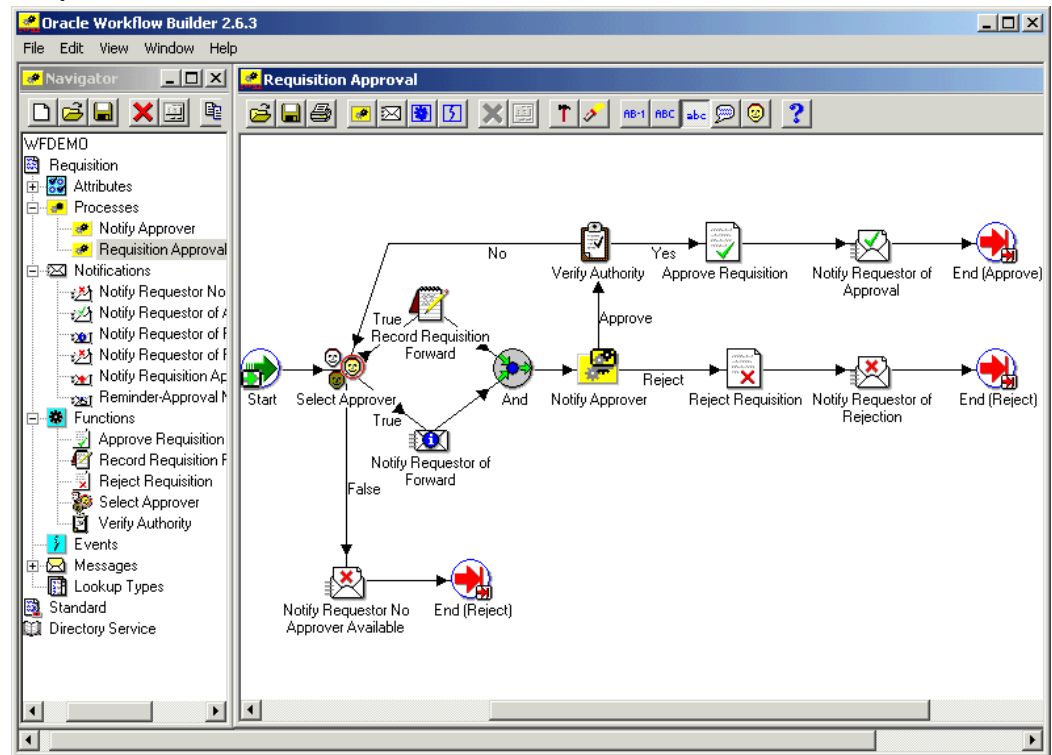 Oracle Workflow Builder 2.6.3
File Edit View Window Help
Navigator
Requisition Approval
AB-1 ABC abc ?
WFDEMO
Requisition
Attributes
Processes
Notify Approver
Requisition Approval
Notifications
Notify Requestor No
Notify Requestor of A
Notify Requestor of F
Notify Requestor of F
Notify Requisition Ap
Reminder-Approval N
Functions
Approve Requisition
Record Requisition F
Reject Requisition
Select Approver
Verify Authority
Events
Messages
Lookup Types
Standard
Directory Service
No
Verify Authority
Yes
Approve Requisition
Notify Requestor of
Approval
End (Approve)
True
Record Requisition
Forward
Approve
Start
Select Approver
And
Notify Approver
Reject
Reject Requisition
Notify Requestor of
Rejection
End (Reject)
True
Notify Requestor of
Forward
False
Notify Requestor No
Approver Available
End (Reject)